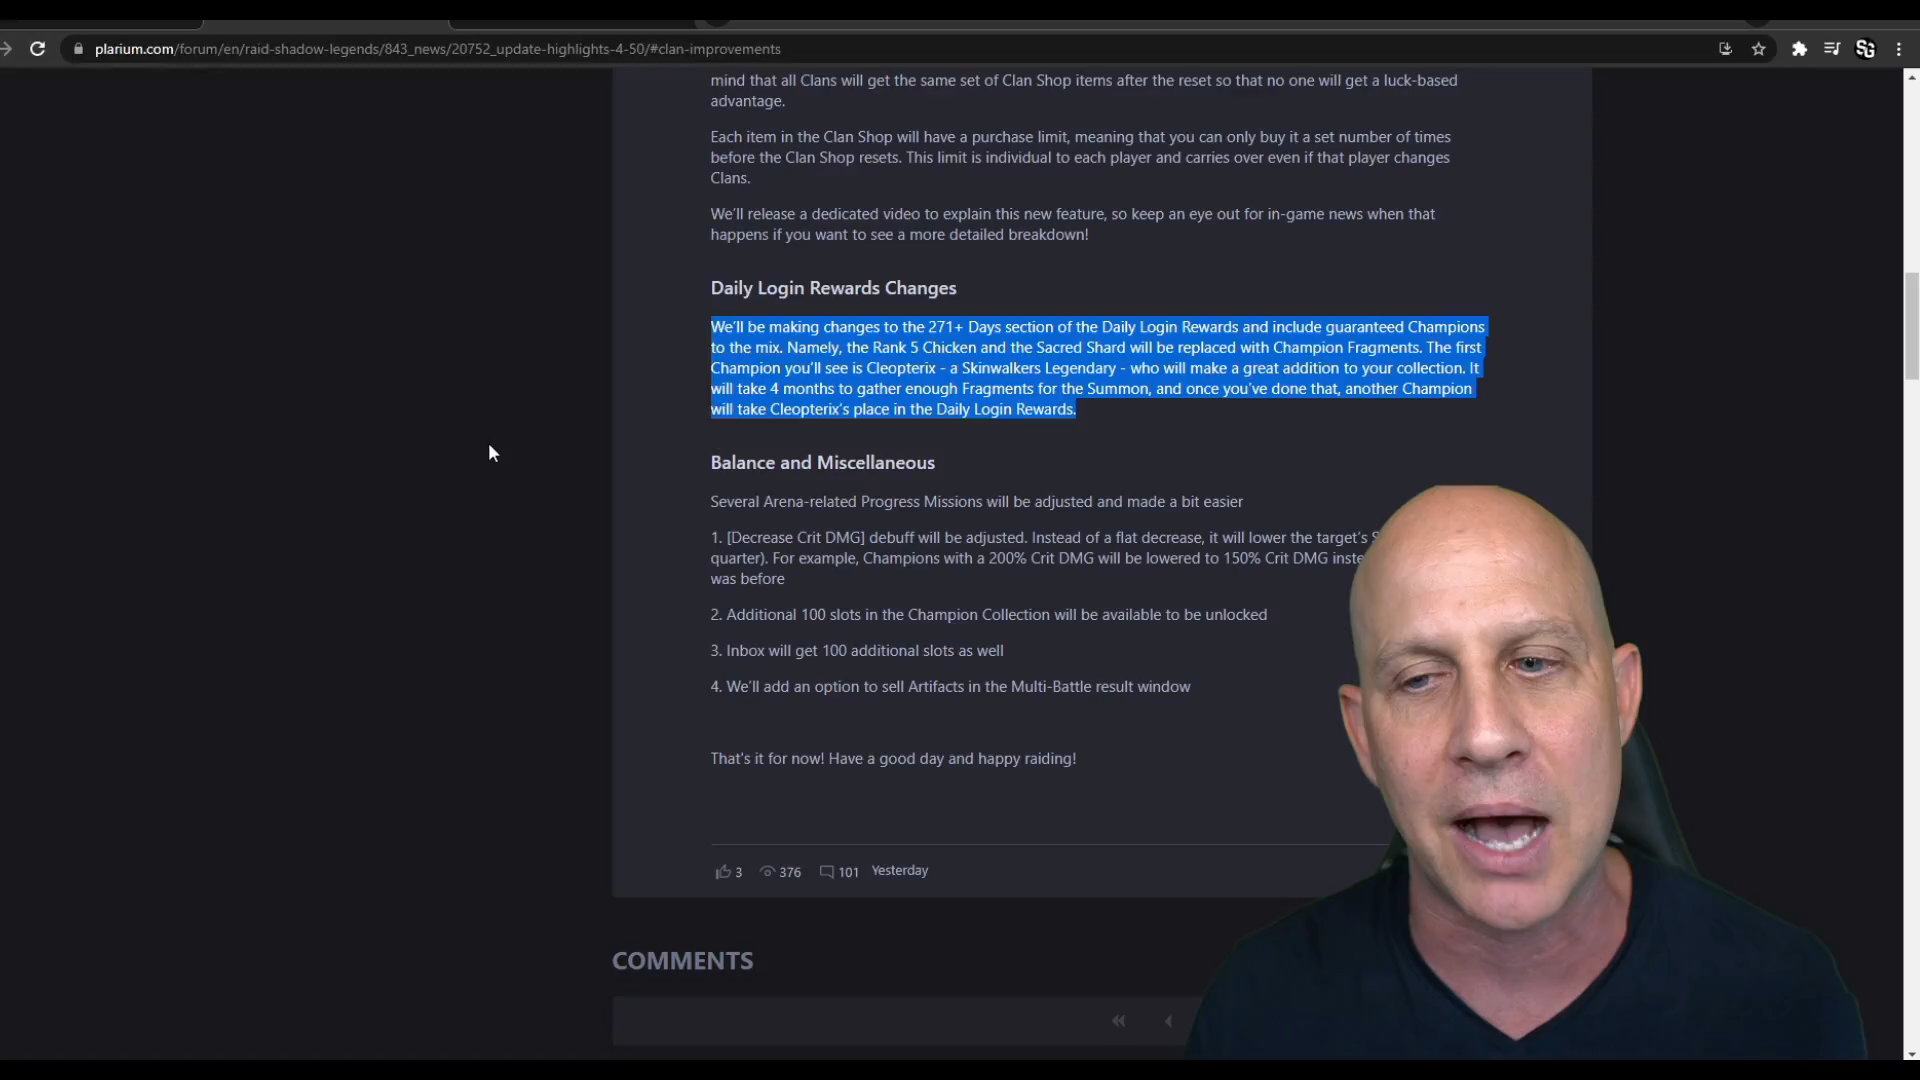 plarium.com/forum/en/raid-shadow-legends/843_news/20752_update-highlights-4-50/#clan-improvements
SG
mind that all Clans will get the same set of Clan Shop items after the reset so that no one will get a luck-based
advantage.
Each item in the Clan Shop will have a purchase limit, meaning that you can only buy it a set number of times
before the Clan Shop resets. This limit is individual to each player and carries over even if that player changes
Clans.
We'll release a dedicated video to explain this new feature, so keep an eye out for in-game news when that
happens if you want to see a more detailed breakdown!
Daily Login Rewards Changes
We'll be making changes to the 271+ Days section of the Daily Login Rewards and include guaranteed Champions
to the mix. Namely, the Rank 5 Chicken and the Sacred Shard will be replaced with Champion Fragments. The first
Champion you'll see is Cleopterix - a Skinwalkers Legendary - who will make a great addition to your collection. It
will take 4 months to gather enough Fragments for the Summon, and once you've done that, another Champion
will take Cleopterix's place in the Daily Login Rewards.
Balance and Miscellaneous
Several Arena-related Progress Missions will be adjusted and made a bit easier
1. [Decrease Crit DMG] debuff will be adjusted. Instead of a flat decrease, it will lower the target's
quarter). For example, Champions with a 200% Crit DMG will be lowered to 150% Crit DMG
was before
2. Additional 100 slots in the Champion Collection will be available to be unlocked
3. Inbox will get 100 additional slots as well
4. We'll add an option to sell Artifacts in the Multi-Battle result window
That's it for now! Have a good day and happy raiding!
3 376 101 Yesterday
COMMENTS